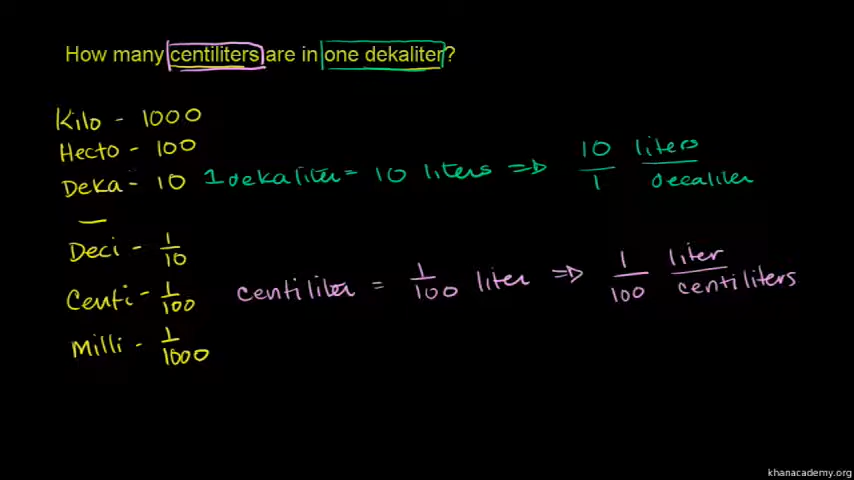 How many centiliters are in one dekaliter?
Kilo - 1000
Hecto - 100
Deka - 10 1 dekaliter = 10 liters ⇒ 10/1 liters/decaliter
—
Deci - 1/10
Centi - 1/100 centiliter = 1/100 liter ⇒ 1/100 liter/centiliters
Milli - 1/1000
khanacademy.org